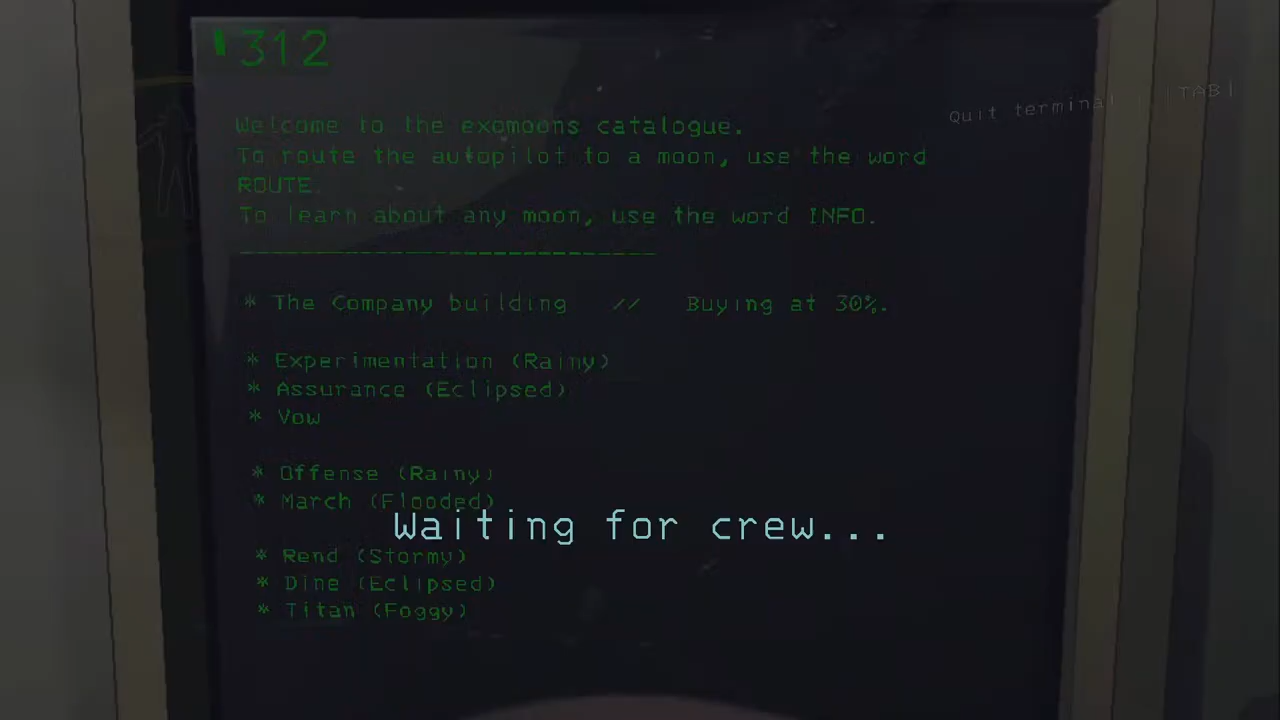 312
Quit terminal : [TAB]
Welcome to the exomoons catalogue.
To route the autopilot to a moon, use the word
ROUTE.
To learn about any moon, use the word INFO.
* The Company building // Buying at 30%.
* Experimentation (Rainy)
* Assurance (Eclipsed)
* Vow
* Offense (Rainy)
* March (Flooded)
Waiting for crew...
* Rend (Stormy)
* Dine (Eclipsed)
* Titan (Foggy)